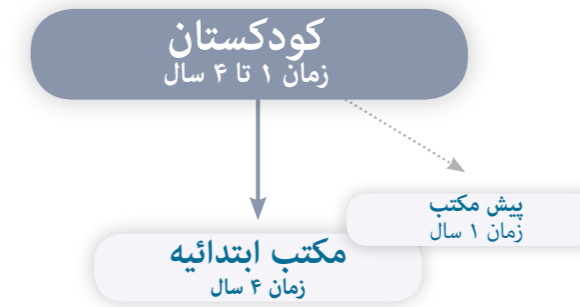 کودکستان
زمان ۱ تا ۴ سال
پیش مکتب
زمان ۱ سال
مکتب ابتدائیه
زمان ۴ سال